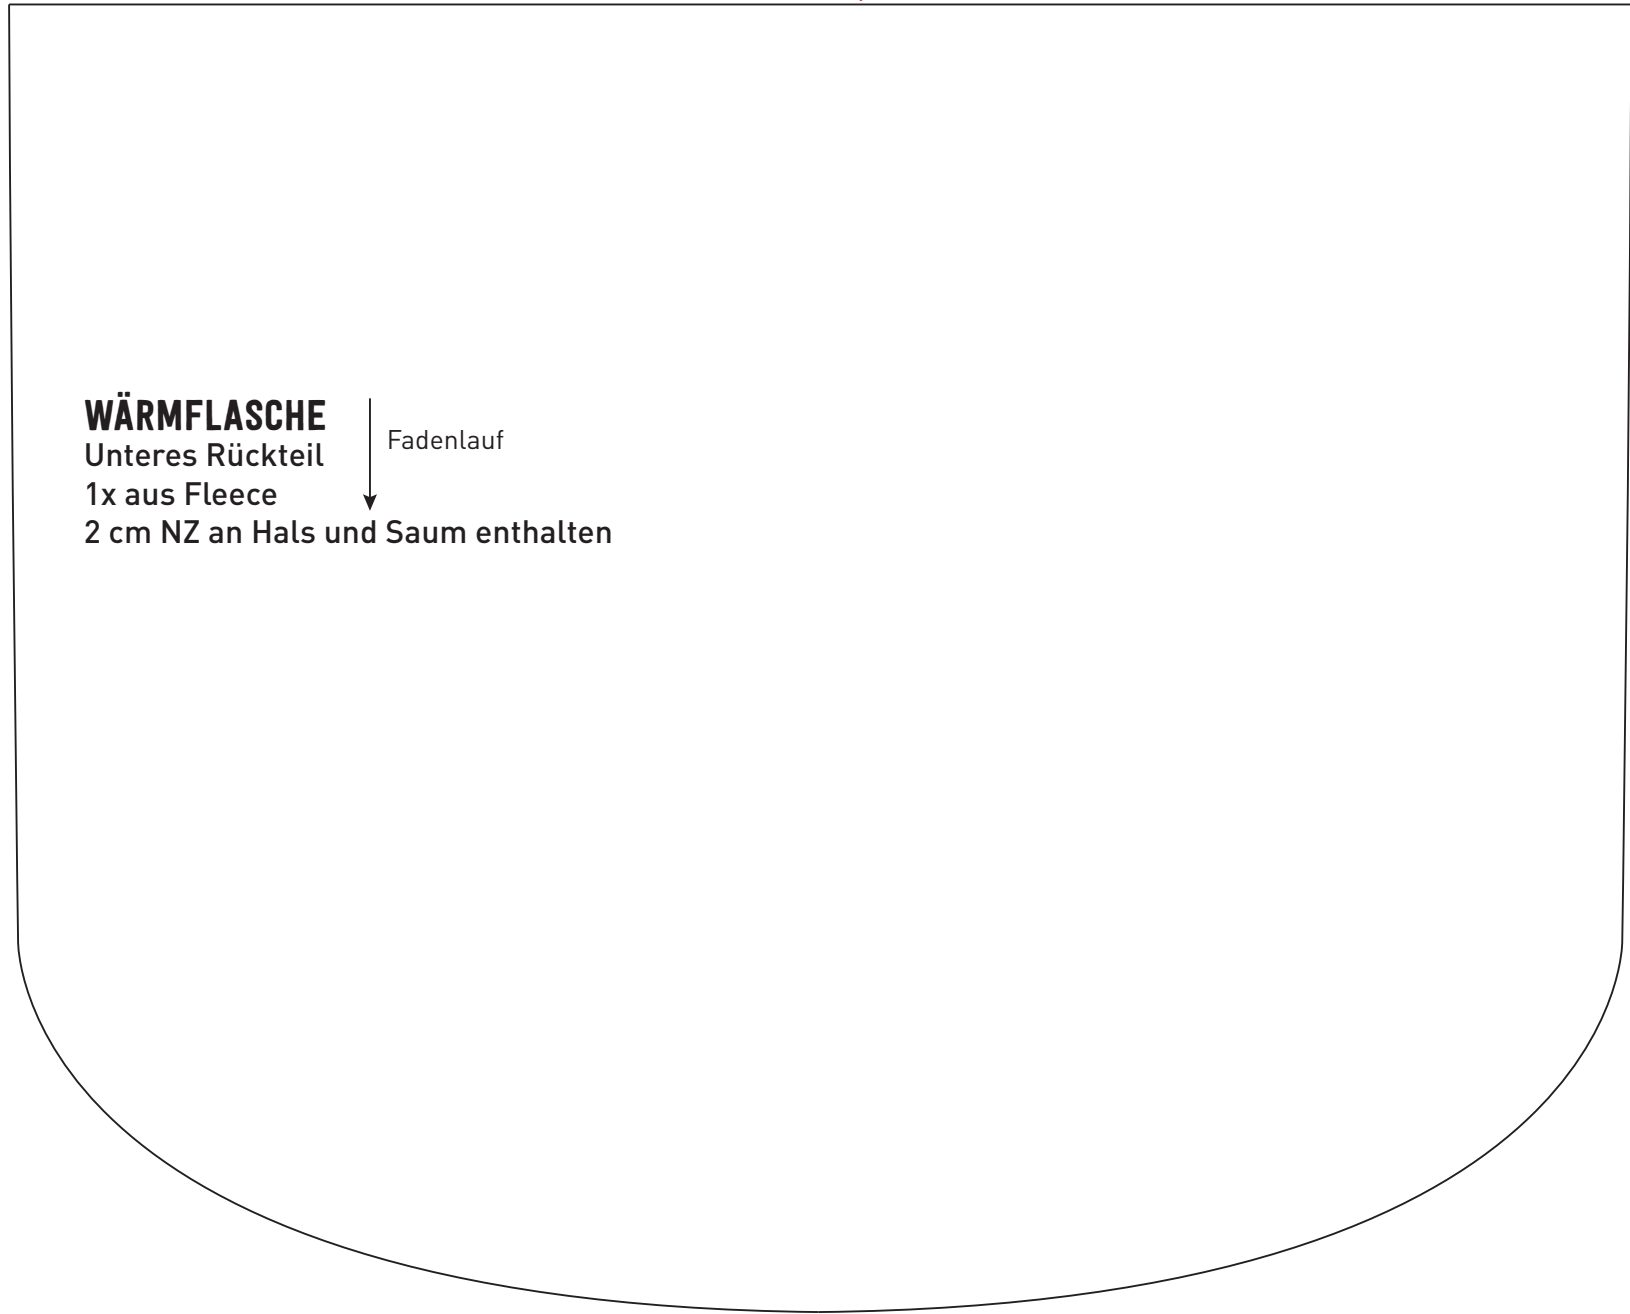 WÄRMFLASCHE
Unteres Rückteil
1x aus Fleece
2 cm NZ an Hals und Saum enthalten
Fadenlauf